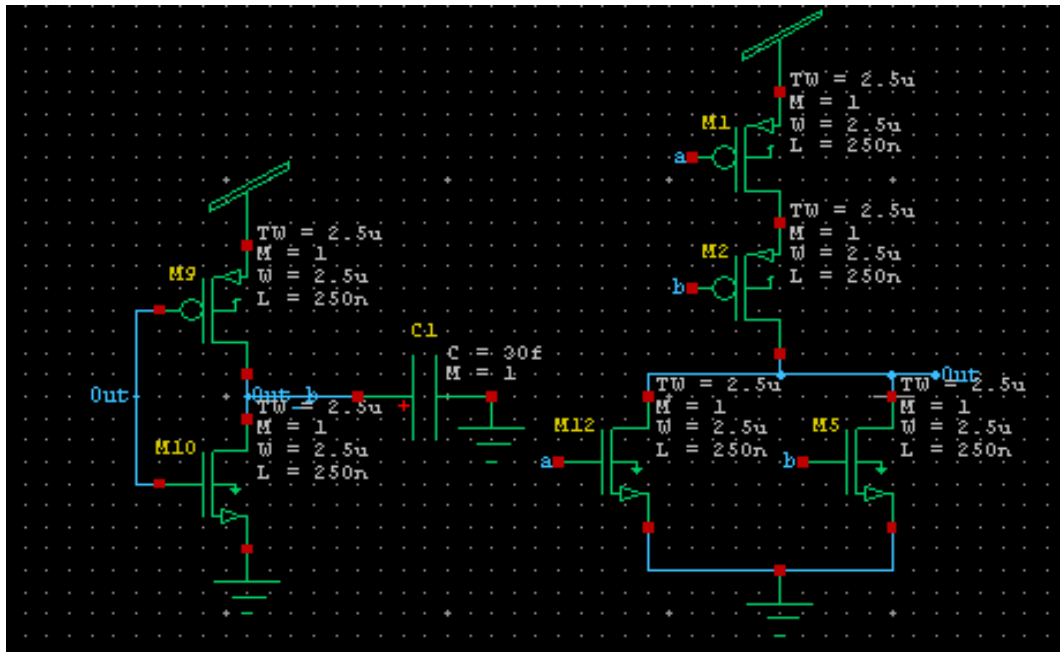 TW = 2.5u
M = 1
M1
W = 2.5u
L = 250n
a
TW = 2.5u
M = 1
M2
W = 2.5u
L = 250n
b
TW = 2.5u
M = 1
M9
W = 2.5u
L = 250n
C1
C = 30f
M = 1
Out
Out_b
TW = 2.5u
M = 1
M10
W = 2.5u
L = 250n
Out
TW = 2.5u
M = 1
M12
W = 2.5u
L = 250n
a
TW = 2.5u
M = 1
M5
W = 2.5u
L = 250n
b